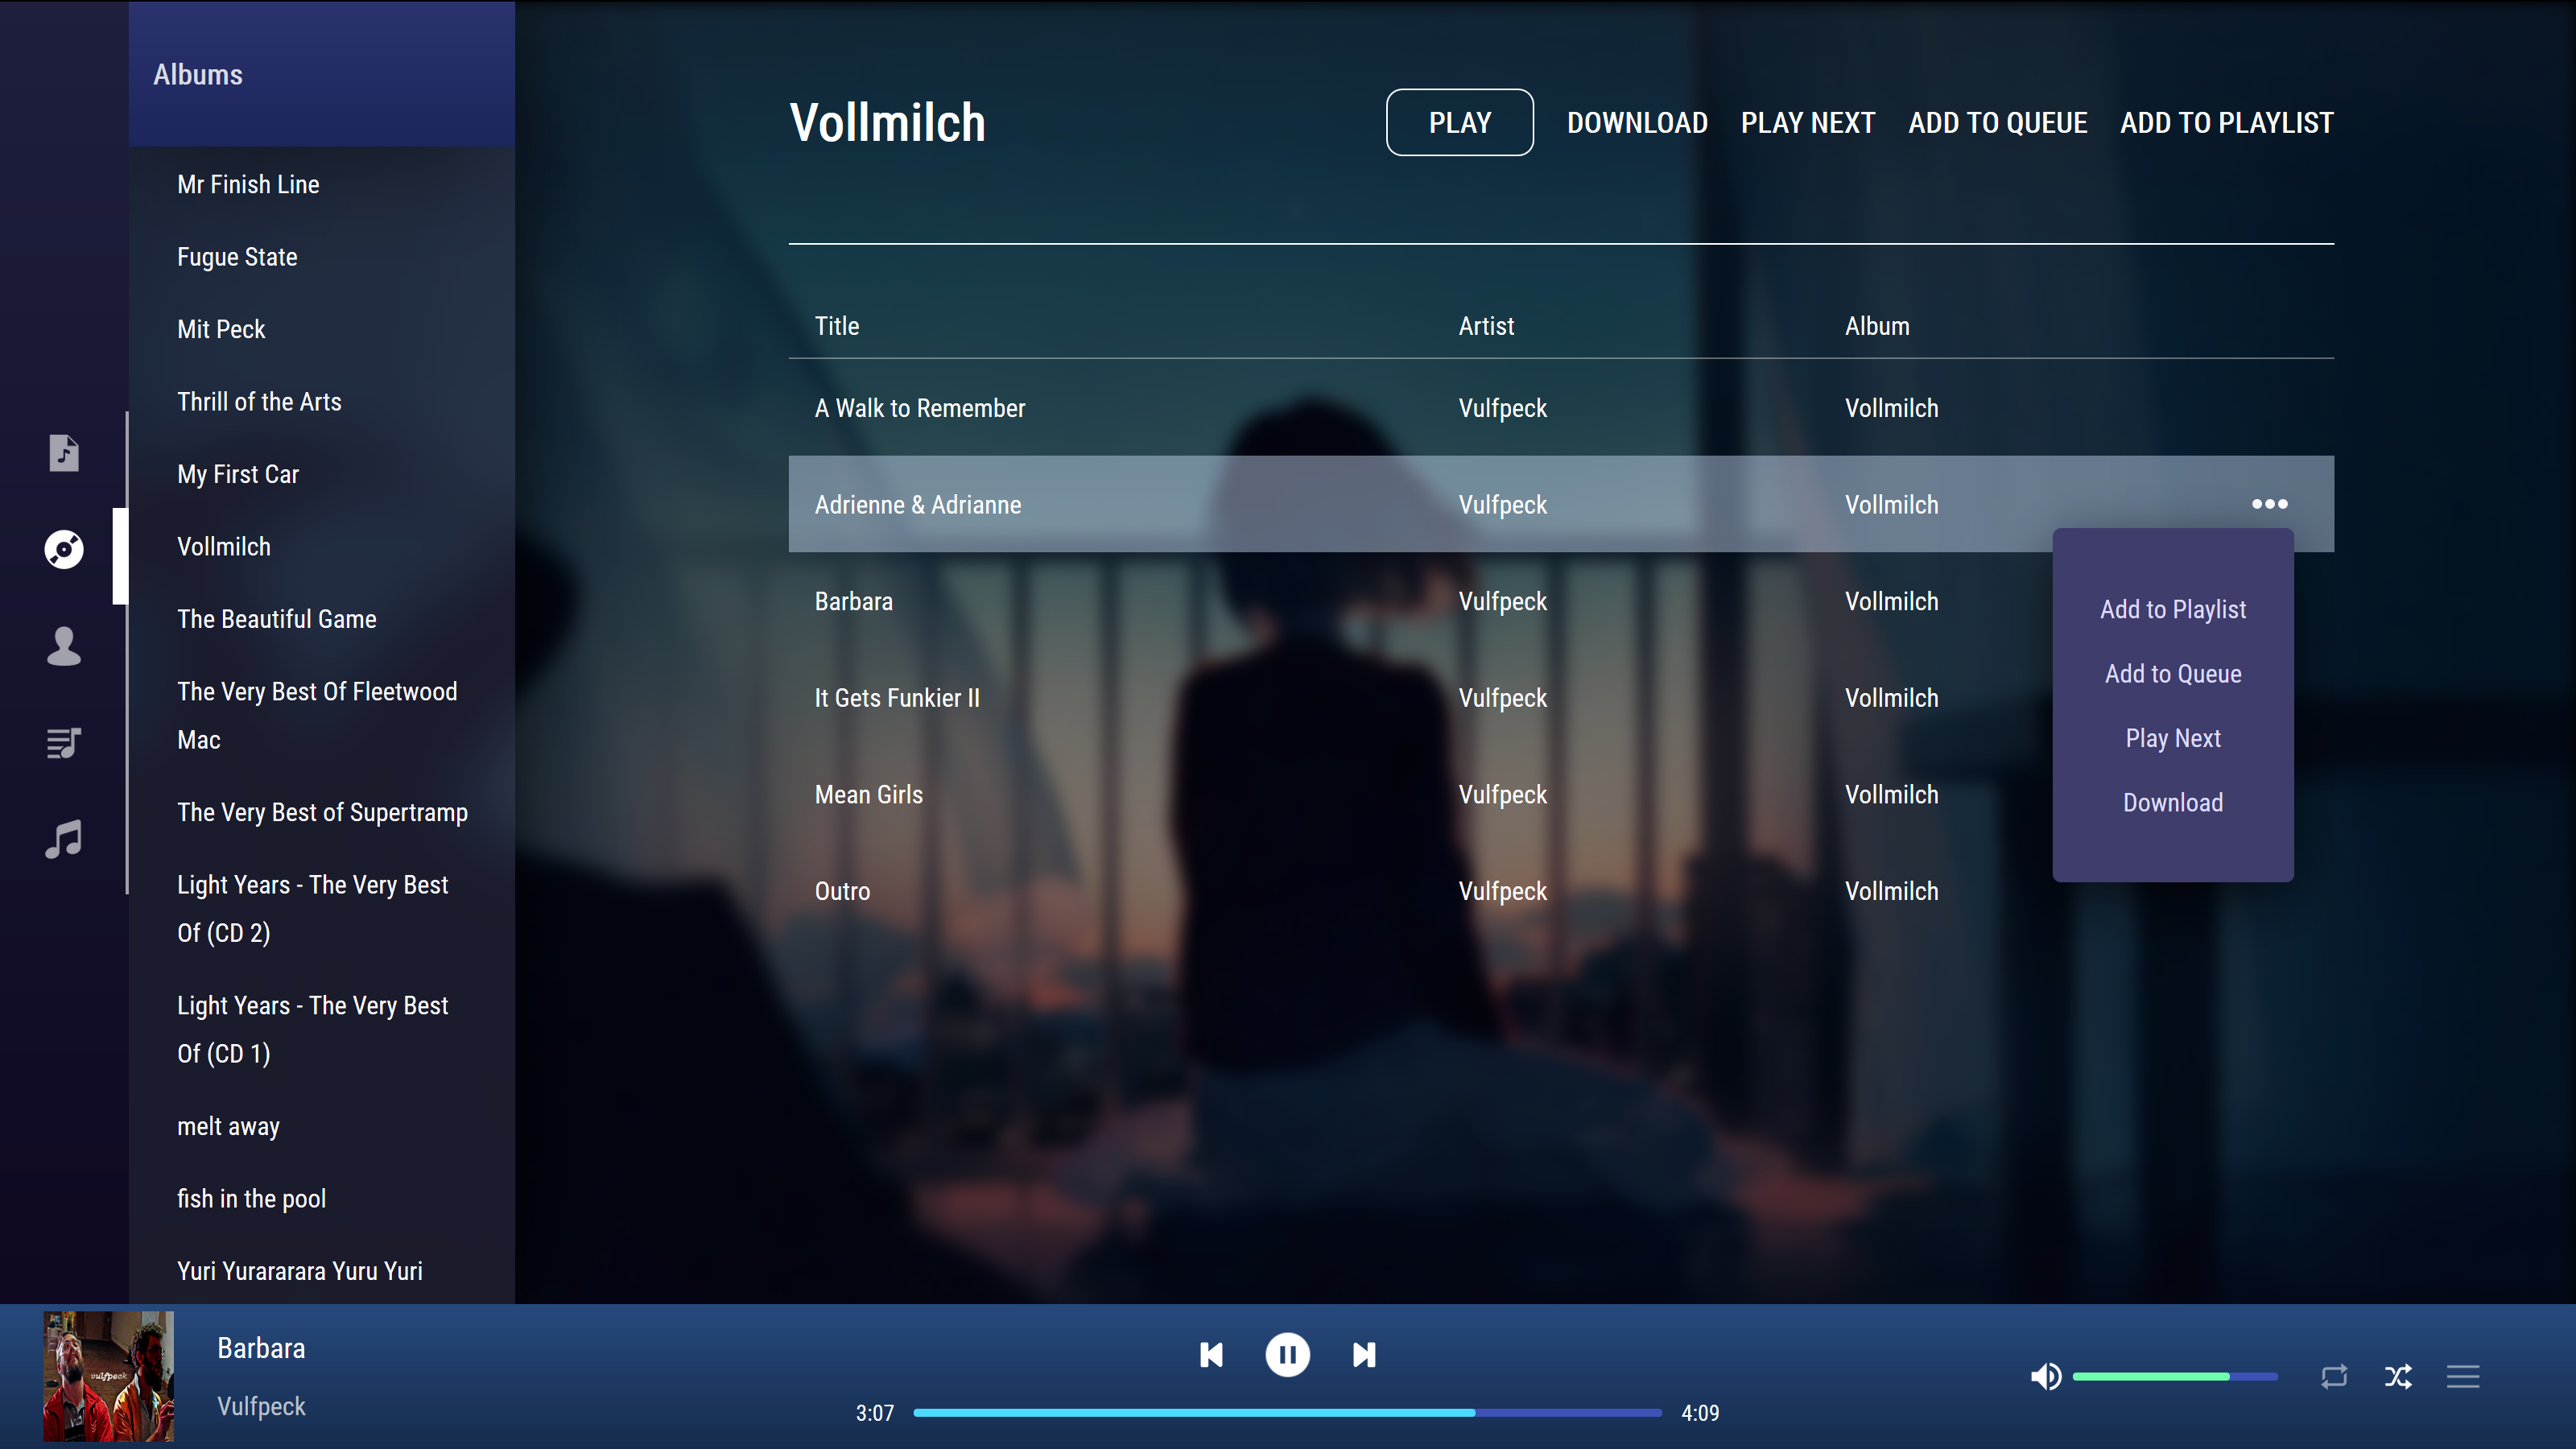 Albums
Mr Finish Line
Fugue State
Mit Peck
Thrill of the Arts
My First Car
Vollmilch
The Beautiful Game
The Very Best Of Fleetwood
Mac
The Very Best of Supertramp
Light Years - The Very Best
Of (CD 2)
Light Years - The Very Best
Of (CD 1)
melt away
fish in the pool
Yuri Yurararara Yuru Yuri
Vollmilch
PLAY DOWNLOAD PLAY NEXT ADD TO QUEUE ADD TO PLAYLIST
Title Artist Album
A Walk to Remember Vulfpeck Vollmilch
Adrienne & Adrianne Vulfpeck Vollmilch
Barbara Vulfpeck Vollmilch
It Gets Funkier II Vulfpeck Vollmilch
Mean Girls Vulfpeck Vollmilch
Outro Vulfpeck Vollmilch
Add to Playlist
Add to Queue
Play Next
Download
vulfpeck
Barbara
Vulfpeck
3:07 4:09